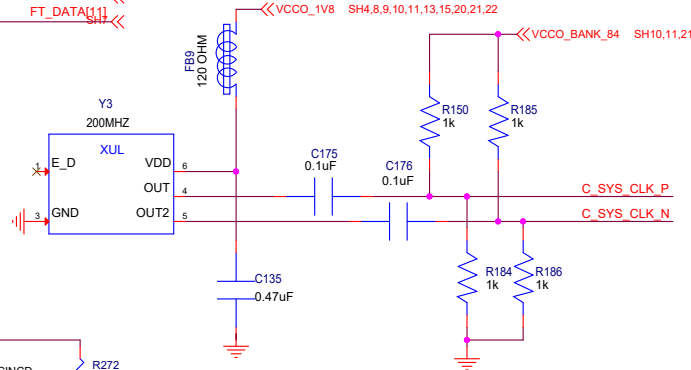 FT_DATA[11]
SH7
VCCO_1V8 SH4,8,9,10,11,13,15,20,21,22
VCCO_BANK_84 SH10,11,21
FB9
120 OHM
Y3
200MHZ
XUL
1 E_D
VDD 6
OUT 4
3 GND
OUT2 5
C175
0.1uF
C176
0.1uF
R150
1k
R185
1k
C_SYS_CLK_P
C_SYS_CLK_N
C135
0.47uF
R184
1k
R186
1k
R272